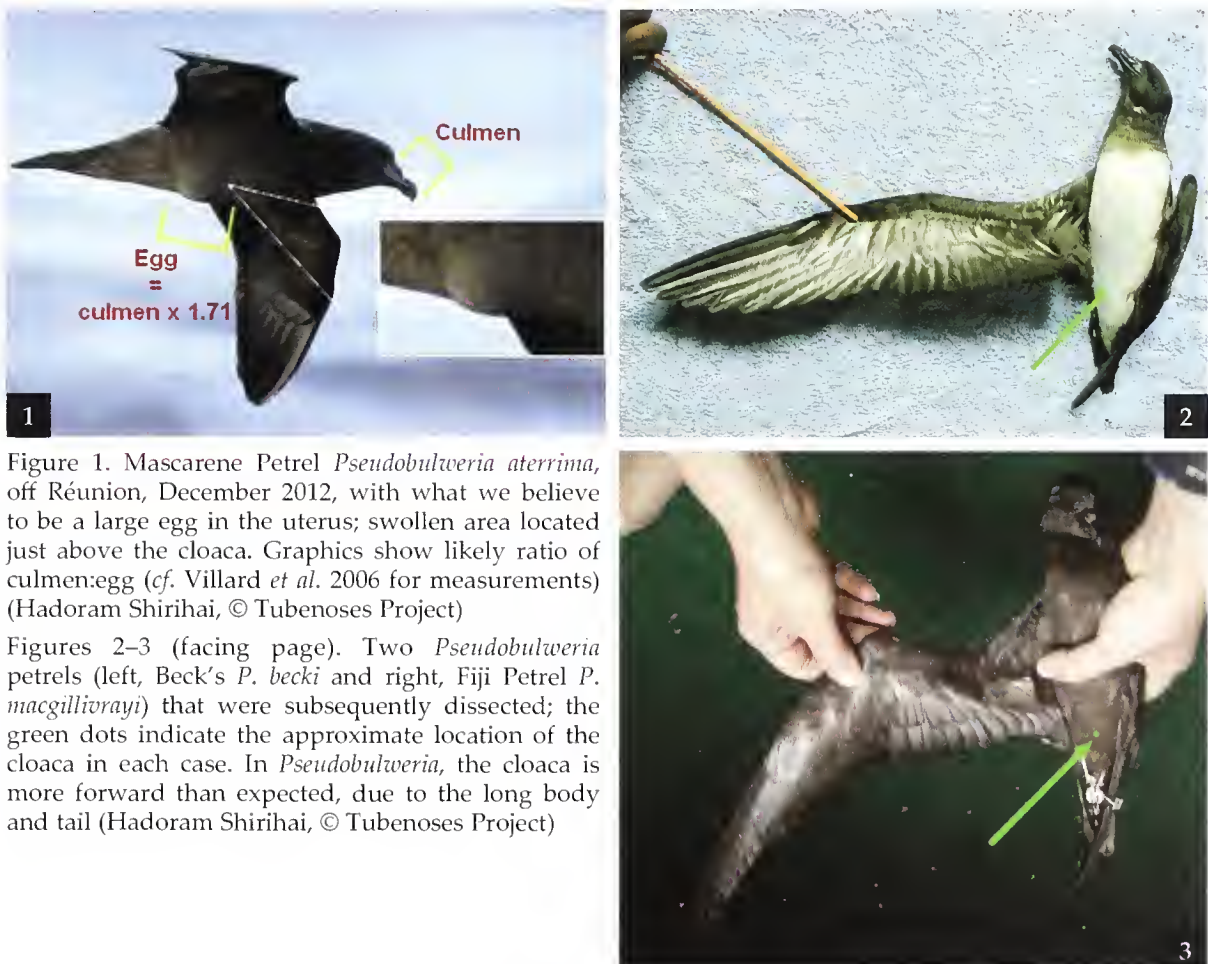 Culmen
Egg
=
culmen x 1.71
1
2
Figure 1. Mascarene Petrel Pseudobulweria aterrima,
off Réunion, December 2012, with what we believe
to be a large egg in the uterus; swollen area located
just above the cloaca. Graphics show likely ratio of
culmen:egg (cf. Villard et al. 2006 for measurements)
(Hadoram Shirihai, © Tubenoses Project)
Figures 2–3 (facing page). Two Pseudobulweria
petrels (left, Beck's P. becki and right, Fiji Petrel P.
macgillivrayi) that were subsequently dissected; the
green dots indicate the approximate location of the
cloaca in each case. In Pseudobulweria, the cloaca is
more forward than expected, due to the long body
and tail (Hadoram Shirihai, © Tubenoses Project)
3